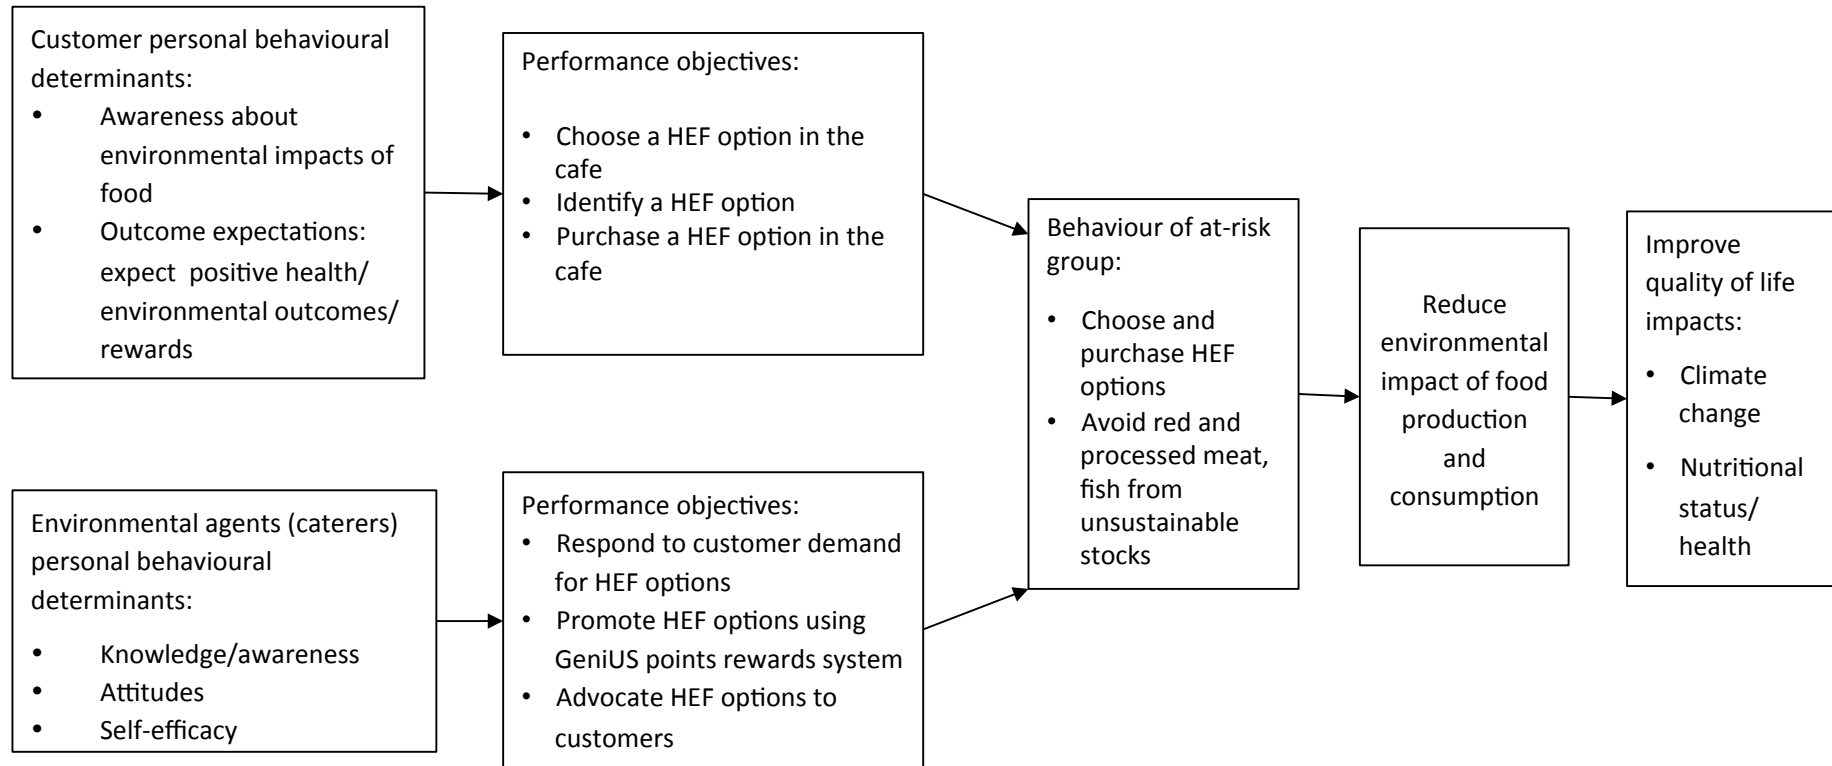 Customer personal behavioural
determinants:
• Awareness about
environmental impacts of
food
• Outcome expectations:
expect positive health/
environmental outcomes/
rewards
Performance objectives:
• Choose a HEF option in the
cafe
• Identify a HEF option
• Purchase a HEF option in the
cafe
Environmental agents (caterers)
personal behavioural
determinants:
• Knowledge/awareness
• Attitudes
• Self-efficacy
Performance objectives:
• Respond to customer demand
for HEF options
• Promote HEF options using
GeniUS points rewards system
• Advocate HEF options to
customers
Behaviour of at-risk
group:
• Choose and
purchase HEF
options
• Avoid red and
processed meat,
fish from
unsustainable
stocks
Reduce
environmental
impact of food
production
and
consumption
Improve
quality of life
impacts:
• Climate
change
• Nutritional
status/
health